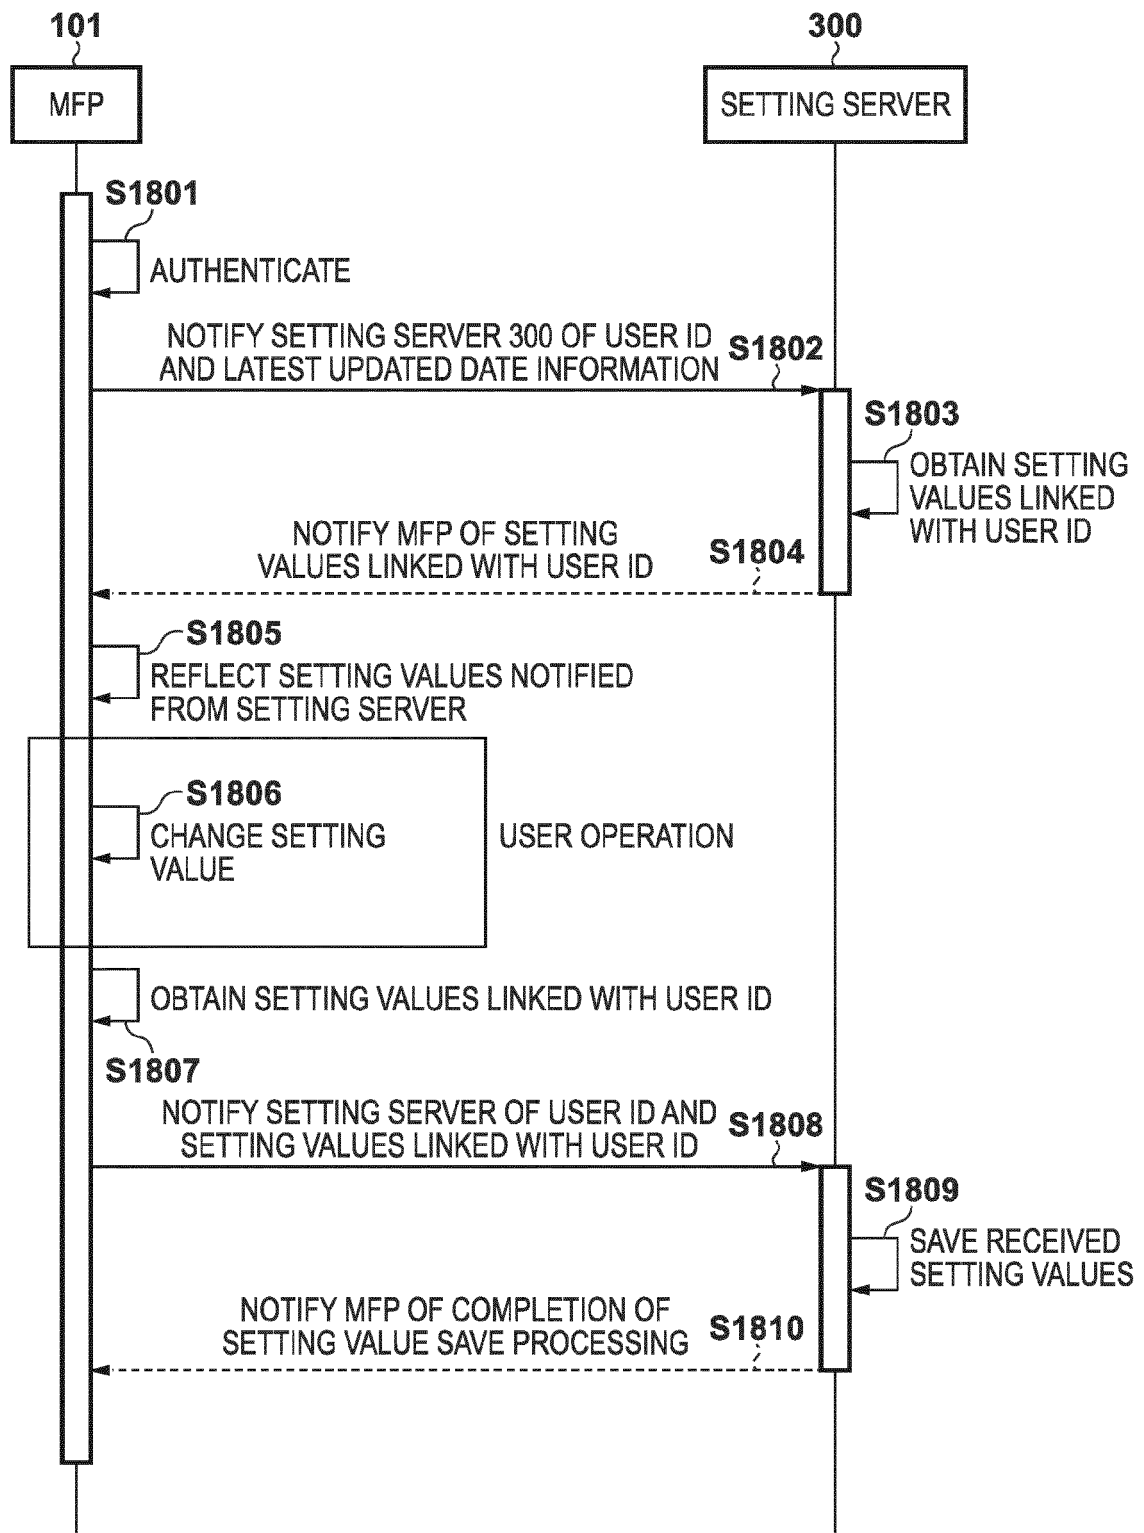 101
300
MFP
SETTING SERVER
S1801
AUTHENTICATE
NOTIFY SETTING SERVER 300 OF USER ID
AND LATEST UPDATED DATE INFORMATION
S1802
S1803
OBTAIN SETTING
VALUES LINKED
WITH USER ID
NOTIFY MFP OF SETTING
VALUES LINKED WITH USER ID
S1804
S1805
REFLECT SETTING VALUES NOTIFIED
FROM SETTING SERVER
S1806
CHANGE SETTING
VALUE
USER OPERATION
OBTAIN SETTING VALUES LINKED WITH USER ID
S1807
NOTIFY SETTING SERVER OF USER ID AND
SETTING VALUES LINKED WITH USER ID
S1808
S1809
SAVE RECEIVED
SETTING VALUES
NOTIFY MFP OF COMPLETION OF
SETTING VALUE SAVE PROCESSING
S1810